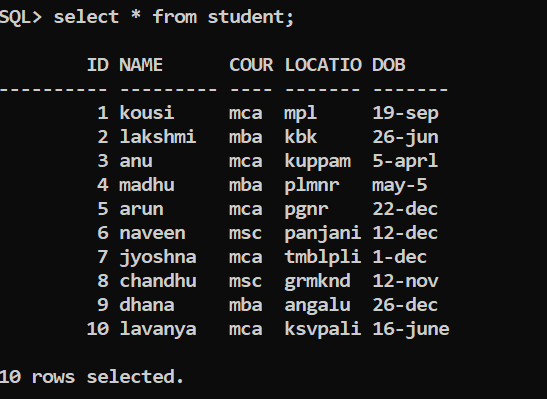 SQL> select * from student;
ID NAME COUR LOCATIO DOB
---------- --------- ---- ------- -------
1 kousi mca mpl 19-sep
2 lakshmi mba kbk 26-jun
3 anu mca kuppam 5-aprl
4 madhu mba plmnr may-5
5 arun mca pgnr 22-dec
6 naveen msc panjani 12-dec
7 jyoshna mca tmblpli 1-dec
8 chandhu msc grmknd 12-nov
9 dhana mba angalu 26-dec
10 lavanya mca ksvpali 16-june
10 rows selected.